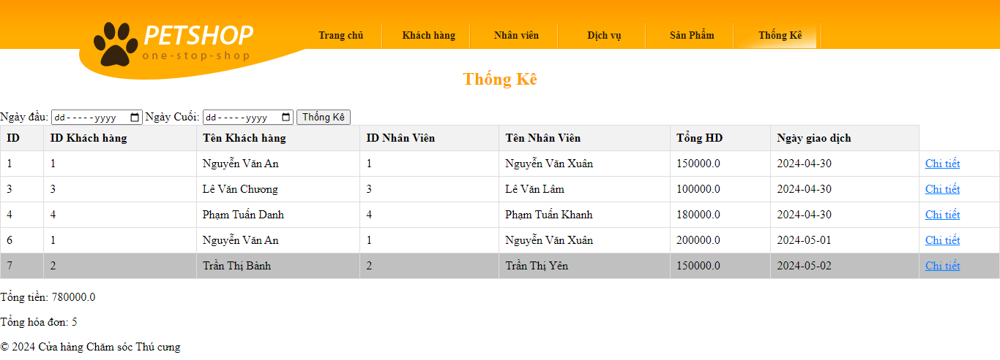 PETSHOP
one-stop-shop
Trang chủ Khách hàng Nhân viên Dịch vụ Sản Phẩm Thống Kê
Thống Kê
Ngày đầu: dd-----yyyy Ngày Cuối: dd-----yyyy Thống Kê
ID ID Khách hàng Tên Khách hàng ID Nhân Viên Tên Nhân Viên Tổng HD Ngày giao dịch
1 1 Nguyễn Văn An 1 Nguyễn Văn Xuân 150000.0 2024-04-30 Chi tiết
3 3 Lê Văn Chương 3 Lê Văn Lâm 100000.0 2024-04-30 Chi tiết
4 4 Phạm Tuấn Danh 4 Phạm Tuấn Khanh 180000.0 2024-04-30 Chi tiết
6 1 Nguyễn Văn An 1 Nguyễn Văn Xuân 200000.0 2024-05-01 Chi tiết
7 2 Trần Thị Bành 2 Trần Thị Yên 150000.0 2024-05-02 Chi tiết
Tổng tiền: 780000.0
Tổng hóa đơn: 5
© 2024 Cửa hàng Chăm sóc Thú cưng